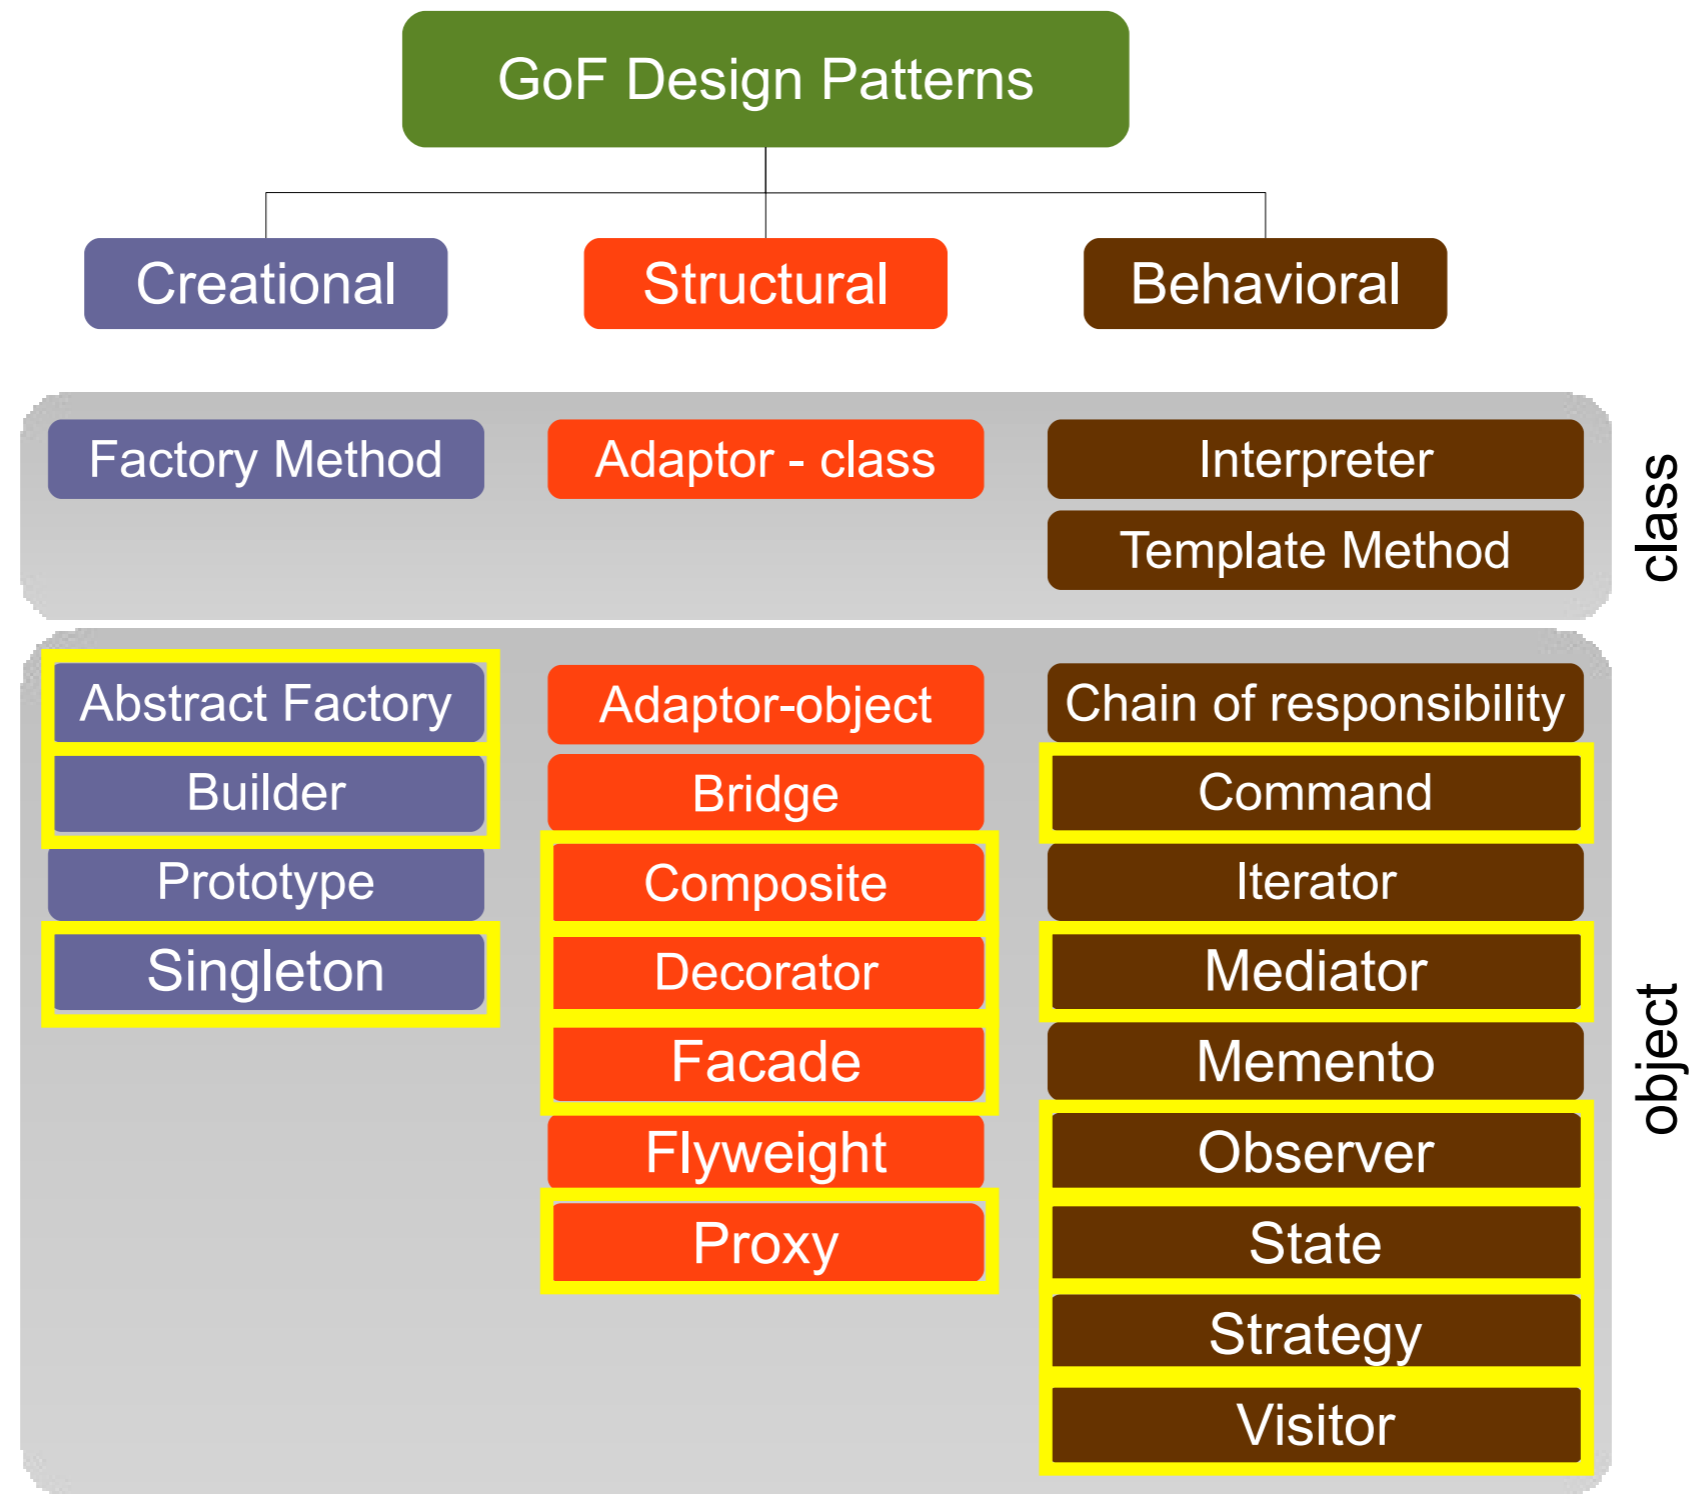 GoF Design Patterns
Creational
Structural
Behavioral
Factory Method
Adaptor - class
Interpreter
Template Method
class
Abstract Factory
Adaptor-object
Chain of responsibility
Builder
Bridge
Command
Prototype
Composite
Iterator
Singleton
Decorator
Mediator
Facade
Memento
Flyweight
Observer
Proxy
State
Strategy
Visitor
object